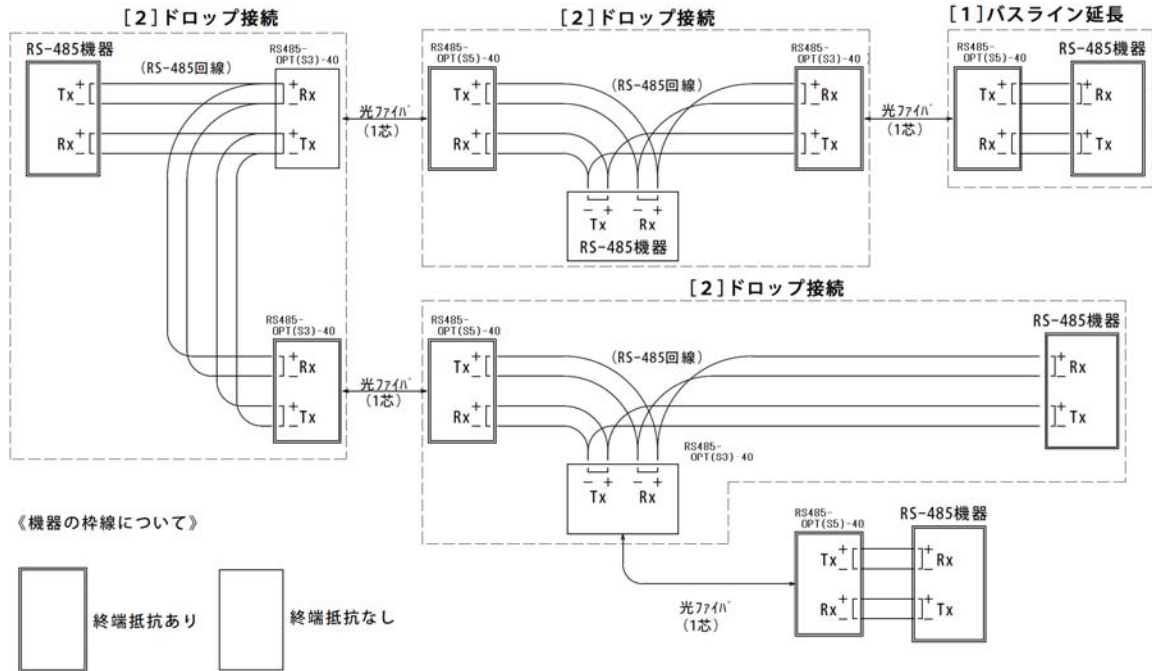 [2]ドロップ接続
RS-485機器
(RS-485回線)
RS485-
OPT(S3)-40
Tx + −
Rx + −
+ − Rx
+ − Tx
光ファイバ
(1芯)
RS485-
OPT(S3)-40
+ − Rx
+ − Tx
光ファイバ
(1芯)
[2]ドロップ接続
RS485-
OPT(S5)-40
(RS-485回線)
RS485-
OPT(S3)-40
Tx + −
Rx + −
+ − Rx
+ − Tx
− + − +
Tx Rx
RS-485機器
光ファイバ
(1芯)
[1]バスライン延長
RS485-
OPT(S5)-40
RS-485機器
Tx + −
Rx + −
+ − Rx
+ − Tx
[2]ドロップ接続
RS485-
OPT(S5)-40
(RS-485回線)
RS-485機器
Tx + −
Rx + −
+ − Rx
+ − Tx
RS485-
OPT(S3)-40
− + − +
Tx Rx
光ファイバ
(1芯)
RS485-
OPT(S5)-40
RS-485機器
Tx + −
Rx + −
+ − Rx
+ − Tx
《機器の枠線について》
終端抵抗あり
終端抵抗なし